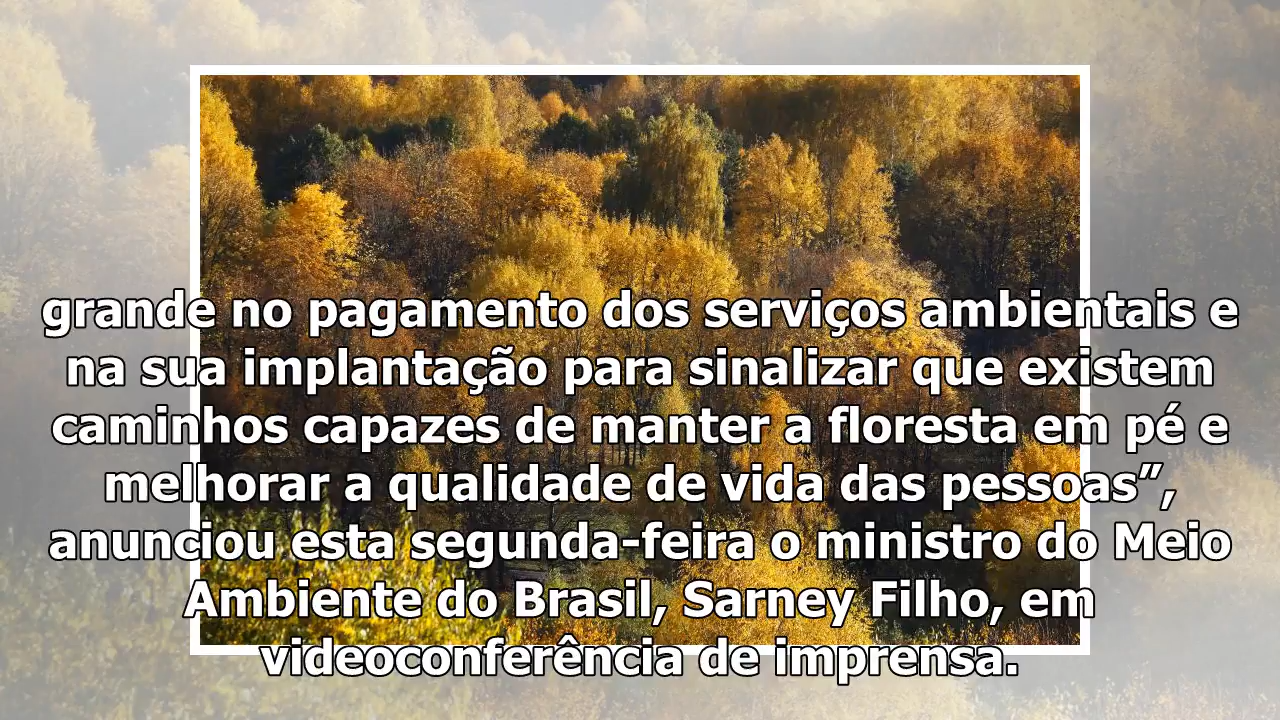 grande no pagamento dos serviços ambientais e
na sua implantação para sinalizar que existem
caminhos capazes de manter a floresta em pé e
melhorar a qualidade de vida das pessoas”,
anunciou esta segunda-feira o ministro do Meio
Ambiente do Brasil, Sarney Filho, em
videoconferência de imprensa.